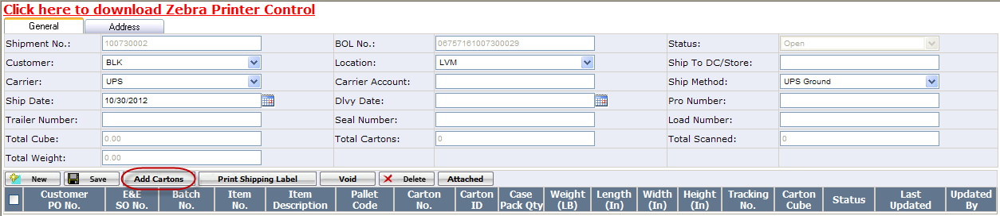 Click here to download Zebra Printer Control
General Address
Shipment No.: 100730002 BOL No.: 06757161007300029 Status: Open
Customer: BLK Location: LVM Ship To DC/Store:
Carrier: UPS Carrier Account: Ship Method: UPS Ground
Ship Date: 10/30/2012 Dlvy Date: Pro Number:
Trailer Number: Seal Number: Load Number:
Total Cube: 0.00 Total Cartons: 0 Total Scanned: 0
Total Weight: 0.00
New Save Add Cartons Print Shipping Label Void Delete Attached
Customer E&E Batch Item Item Pallet Carton Carton Case Weight Length Width Height Tracking Carton Status Last Updated
PO No. SO No. No. No. Description Code No. ID Pack Qty (LB) (In) (In) (In) No. Cube Updated By